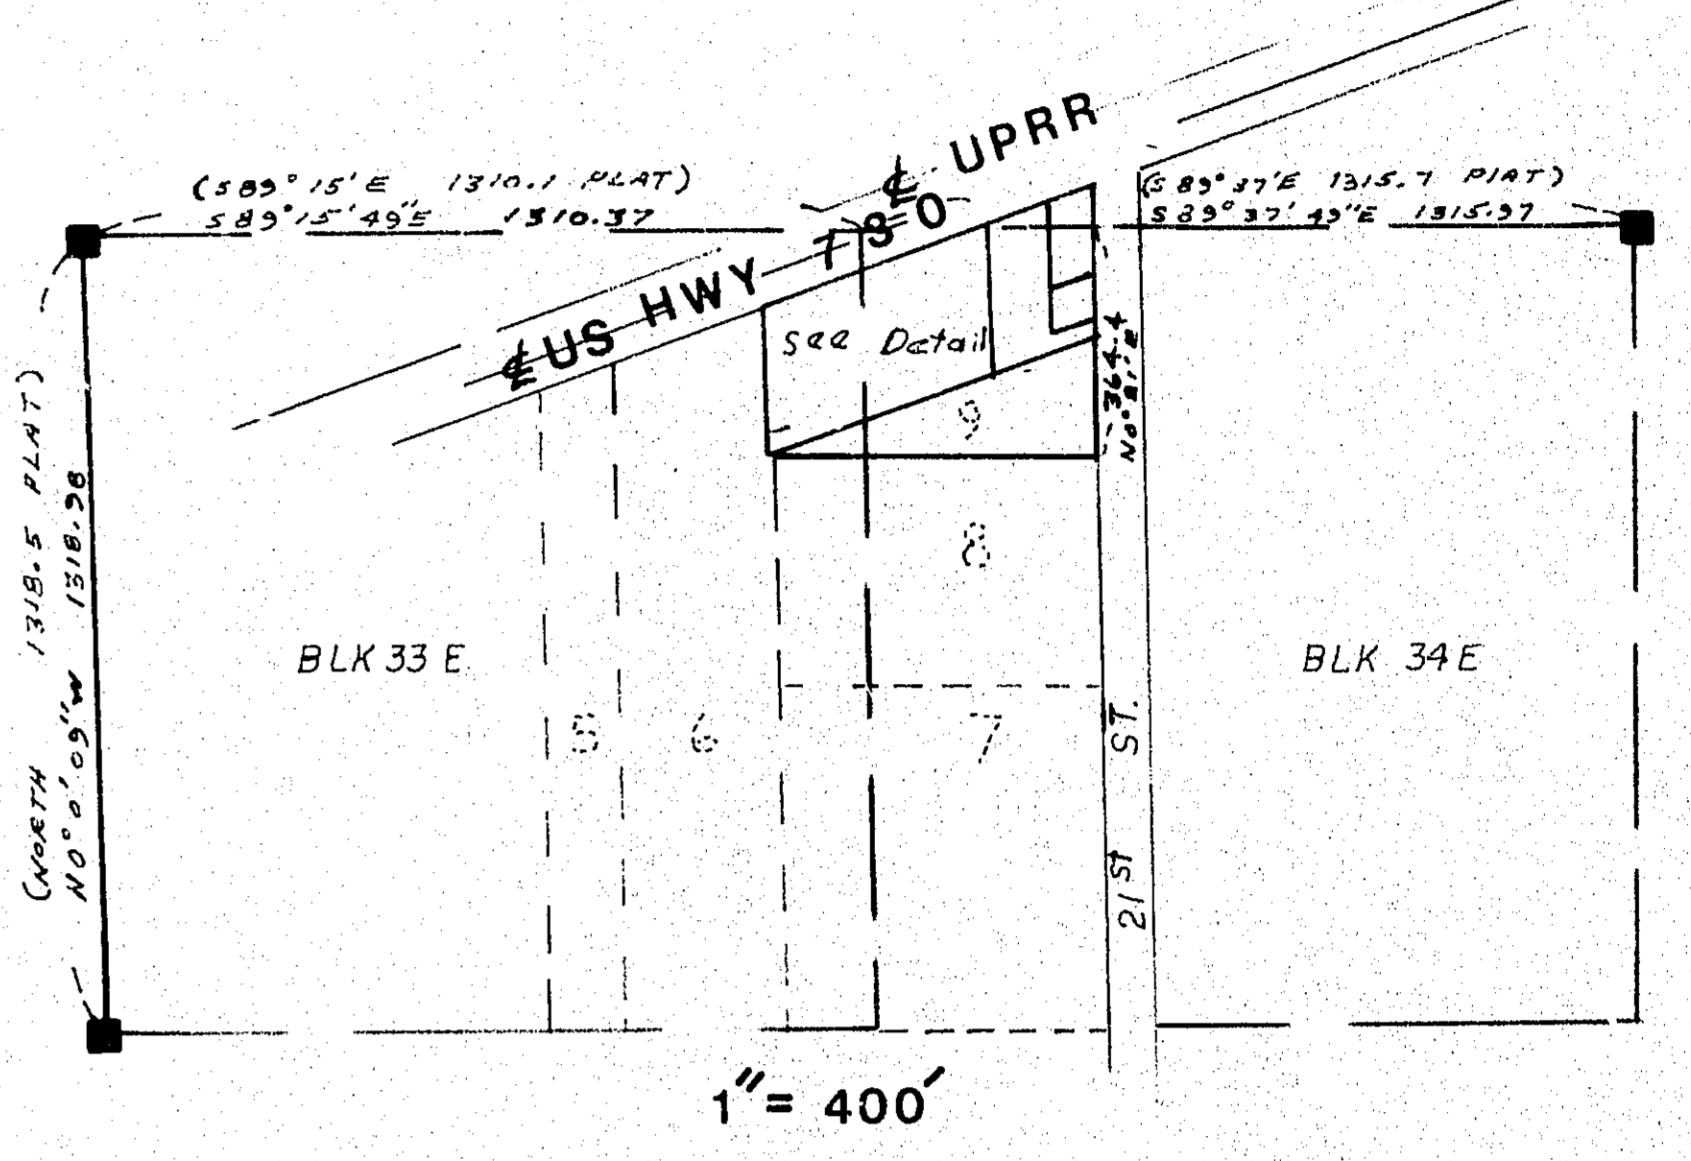 ℄ UPRR
(S89°15'E 1310.1 PLAT)
S89°15'49"E 1310.37
(S89°37'E 1315.7 PLAT)
S89°37'49"E 1315.97
℄ US HWY 730
See Detail
364.4
9
(NORTH 1318.5 PLAT)
N0°0'09"W 1318.98
8
BLK 33 E
BLK 34 E
5
6
7
21ST ST.
1"= 400'